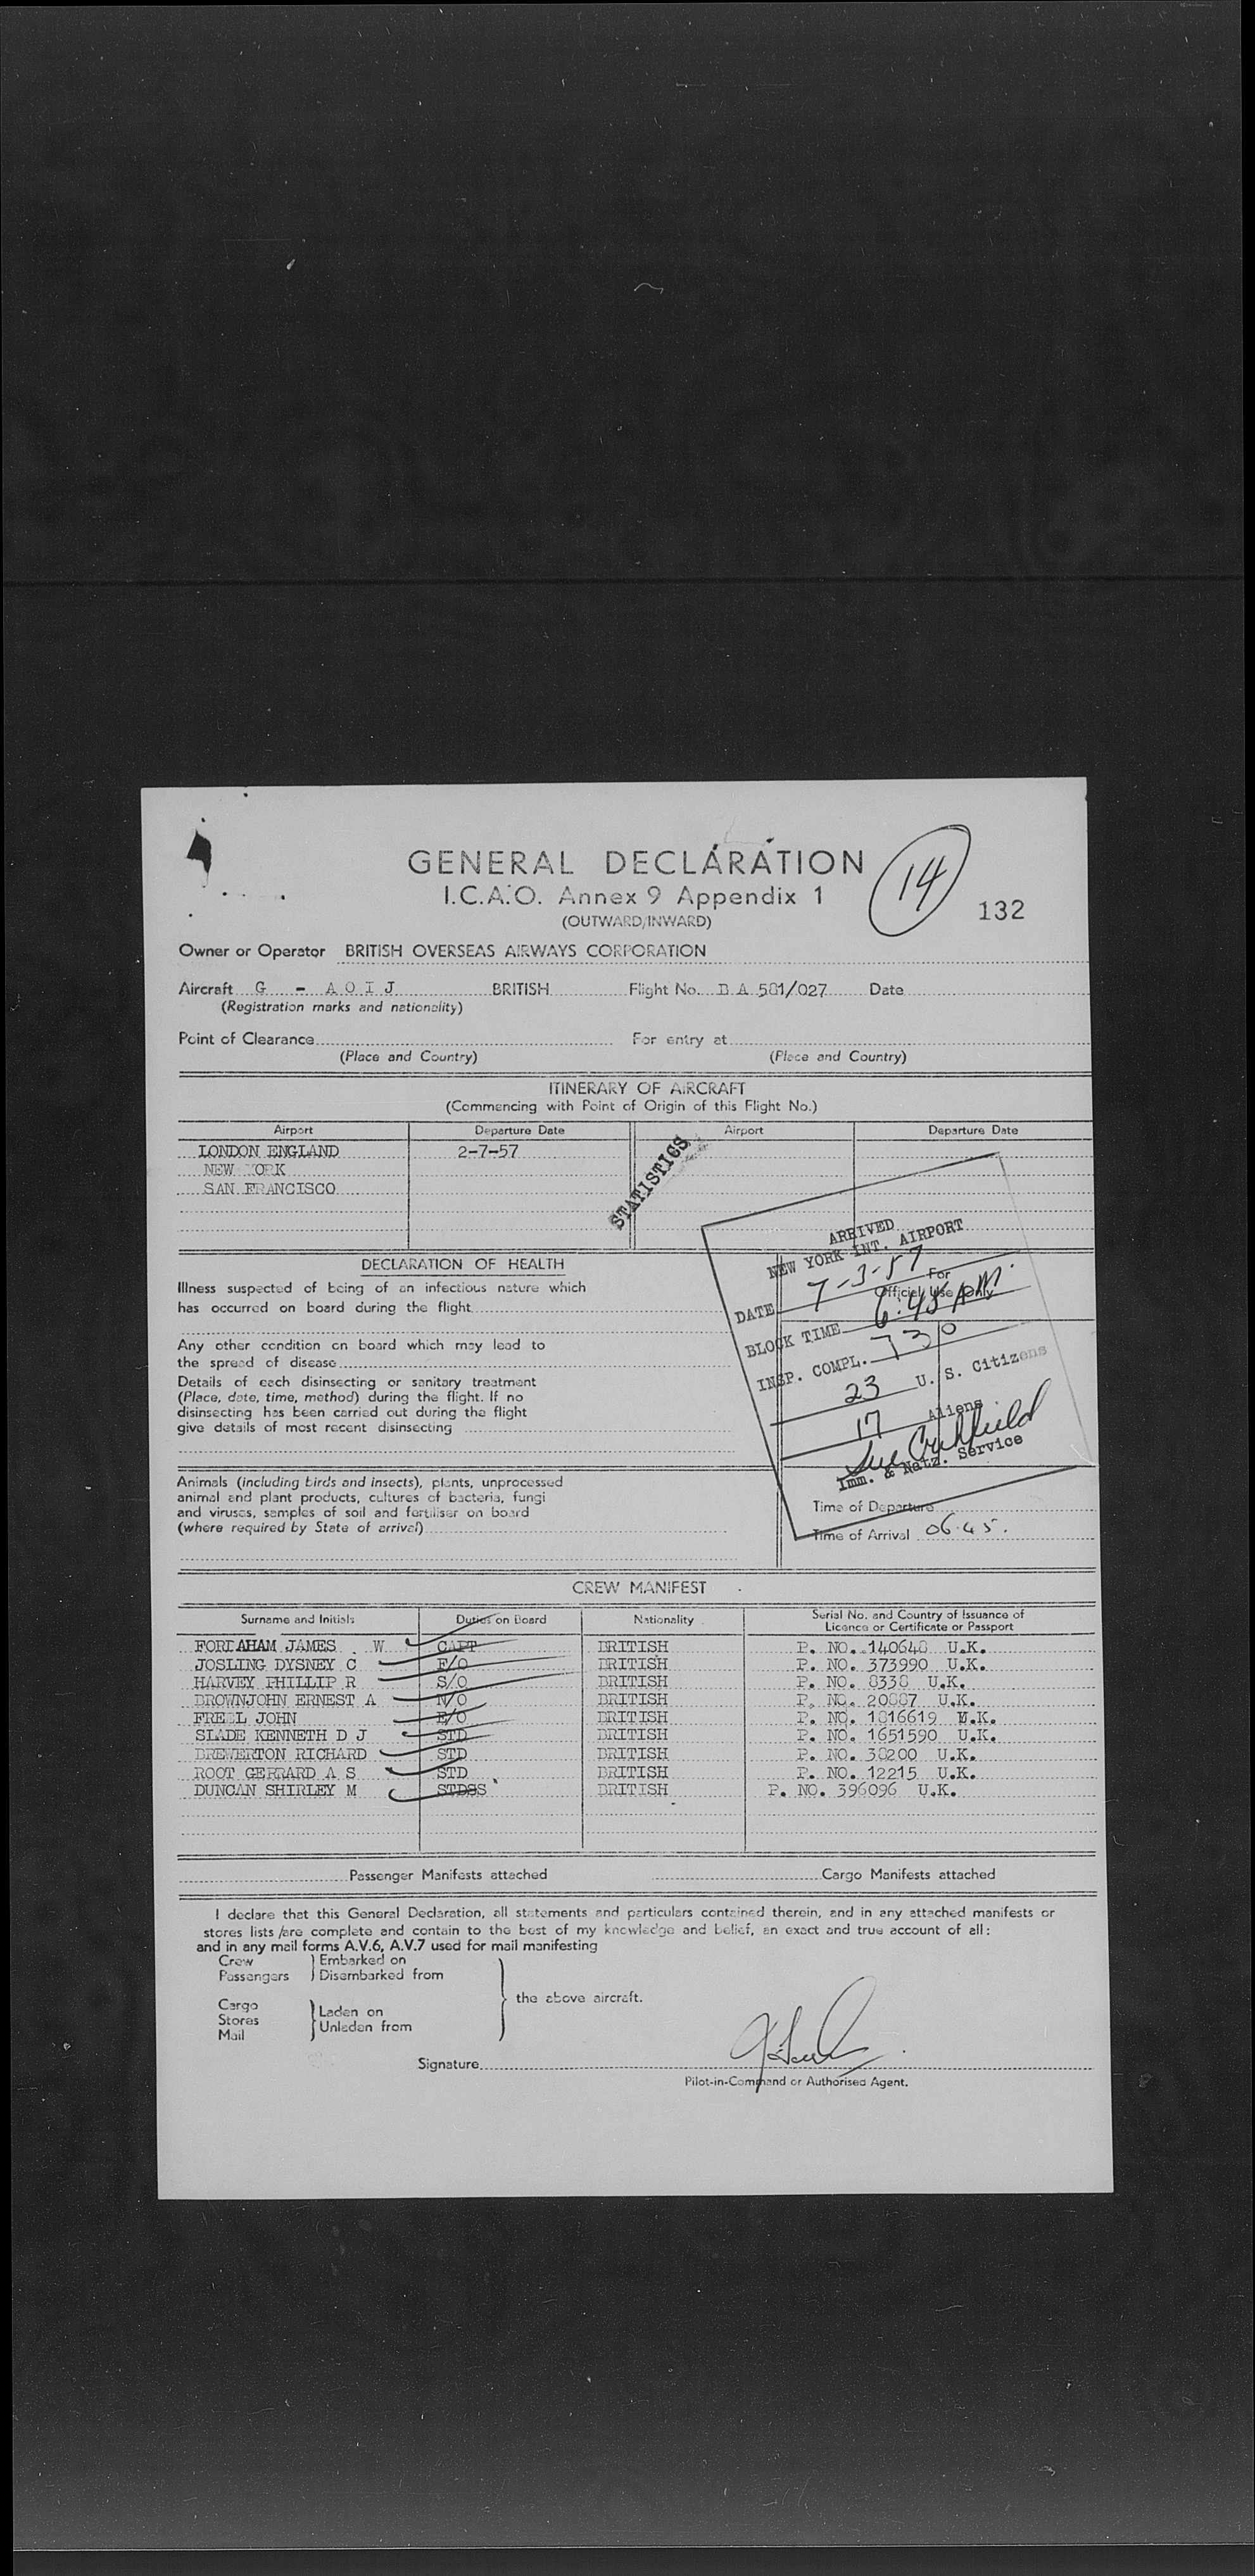 GENERAL DECLARATION
14
I.C.A.O. Annex 9 Appendix 1
132
(OUTWARD/INWARD)
Owner or Operator BRITISH OVERSEAS AIRWAYS CORPORATION
Aircraft G - A O I J BRITISH Flight No. B A 581/027 Date
(Registration marks and nationality)
Point of Clearance For entry at
(Place and Country) (Place and Country)
ITINERARY OF AIRCRAFT
(Commencing with Point of Origin of this Flight No.)
Airport Departure Date Airport Departure Date
LONDON ENGLAND 2-7-57
NEW YORK
SAN FRANCISCO
STATISTICS
ARRIVED
NEW YORK INT. AIRPORT
DATE 7-3-57
BLOCK TIME 6:45 AM
INSP. COMPL. 730
23 U. S. Citizens
17 Aliens
Imm. & Natz. Service
For
Official Use Only
DECLARATION OF HEALTH
Illness suspected of being of an infectious nature which
has occurred on board during the flight
Any other condition on board which may lead to
the spread of disease
Details of each disinsecting or sanitary treatment
(Place, date, time, method) during the flight. If no
disinsecting has been carried out during the flight
give details of most recent disinsecting
Animals (including birds and insects), plants, unprocessed
animal and plant products, cultures of bacteria, fungi
and viruses, samples of soil and fertiliser on board
(where required by State of arrival)
Time of Departure
Time of Arrival 06.45.
CREW MANIFEST
Surname and Initials Duties on Board Nationality Serial No. and Country of Issuance of
Licence or Certificate or Passport
FORDAHAM JAMES W CAPT BRITISH P. NO. 140648 U.K.
JOSLING DYSNEY C F/O BRITISH P. NO. 373990 U.K.
HARVEY PHILLIP R S/O BRITISH P. NO. 8338 U.K.
BROWNJOHN ERNEST A N/O BRITISH P. NO. 20887 U.K.
JOHN E/O BRITISH P. NO. 1816619 U.K.
SLADE KENNETH D J STD BRITISH P. NO. 1651590 U.K.
BREWERTON RICHARD STD BRITISH P. NO. 38200 U.K.
ROOT GERRARD A S STD BRITISH P. NO. 12215 U.K.
DUNCAN SHIRLEY M STDSS BRITISH P. NO. 396096 U.K.
Passenger Manifests attached Cargo Manifests attached
I declare that this General Declaration, all statements and particulars contained therein, and in any attached manifests or
stores lists /are complete and contain to the best of my knowledge and belief, an exact and true account of all:
and in any mail forms A.V.6, A.V.7 used for mail manifesting
Crew Embarked on
Passengers Disembarked from
the above aircraft.
Cargo
Stores Laden on
Mail Unladen from
Signature
Pilot-in-Command or Authorised Agent.